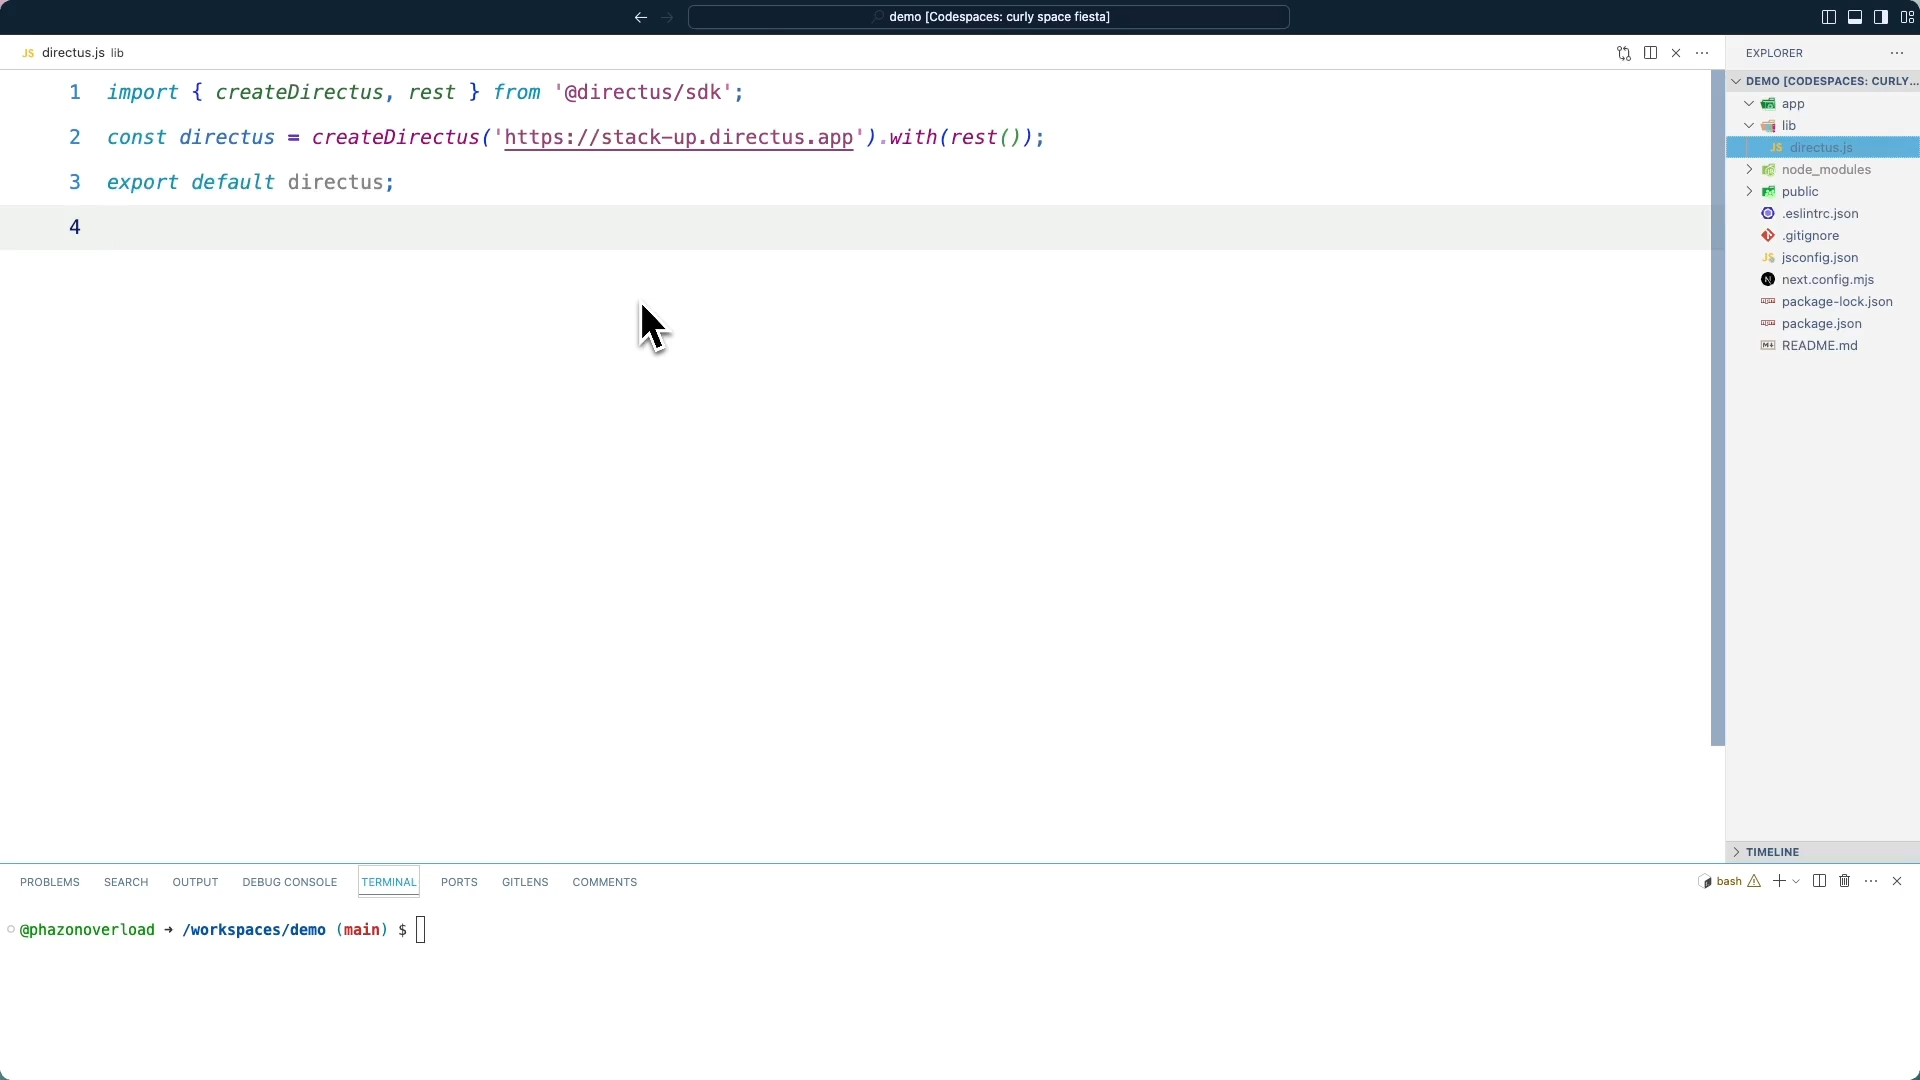 demo [Codespaces: curly space fiesta]
JS directus.js lib
1 import { createDirectus, rest } from '@directus/sdk';
2 const directus = createDirectus('https://stack-up.directus.app').with(rest());
3 export default directus;
4
EXPLORER
DEMO [CODESPACES: CURLY...
app
lib
JS directus.js
node_modules
public
.eslintrc.json
.gitignore
JS jsconfig.json
next.config.mjs
package-lock.json
package.json
README.md
TIMELINE
PROBLEMS SEARCH OUTPUT DEBUG CONSOLE TERMINAL PORTS GITLENS COMMENTS
bash
@phazonoverload ➜ /workspaces/demo (main) $